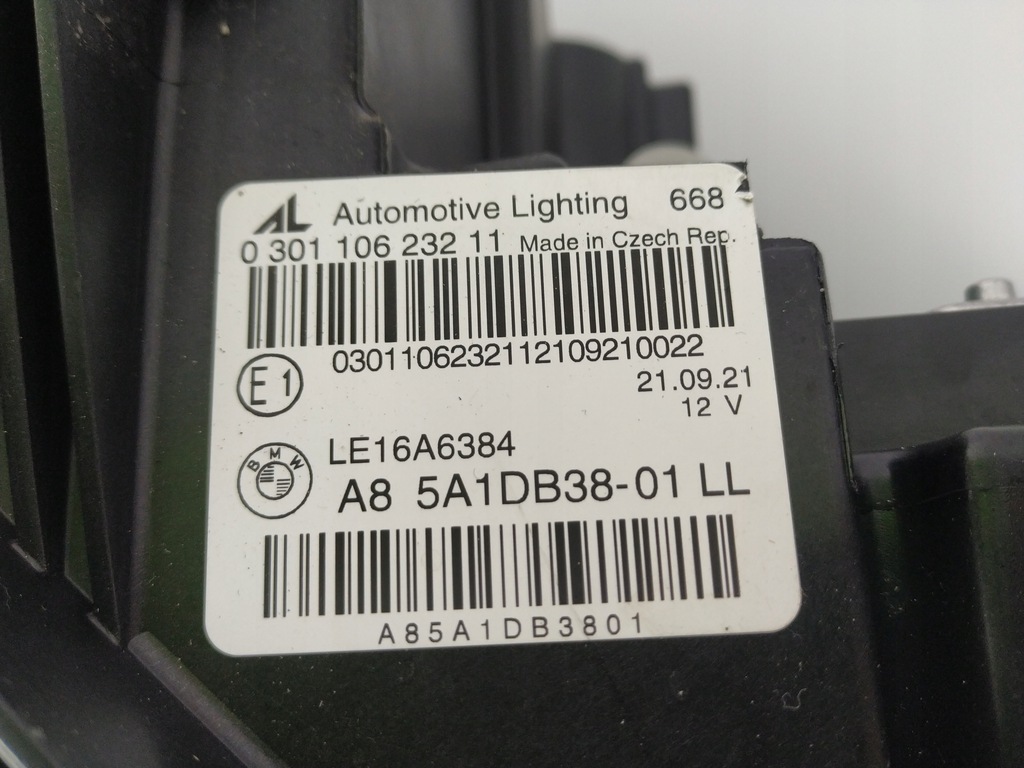 AL Automotive Lighting 668
0 301 106 232 11 Made in Czech Rep.
0301106232112109210022
E1
21.09.21
12 V
BMW
LE16A6384
A8 5A1DB38-01 LL
A85A1DB3801